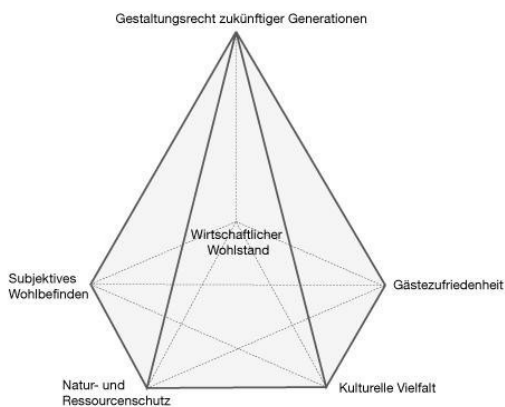 Gestaltungsrecht zukünftiger Generationen
Wirtschaftlicher
Wohlstand
Subjektives
Wohlbefinden
Gästezufriedenheit
Natur- und
Ressourcenschutz
Kulturelle Vielfalt